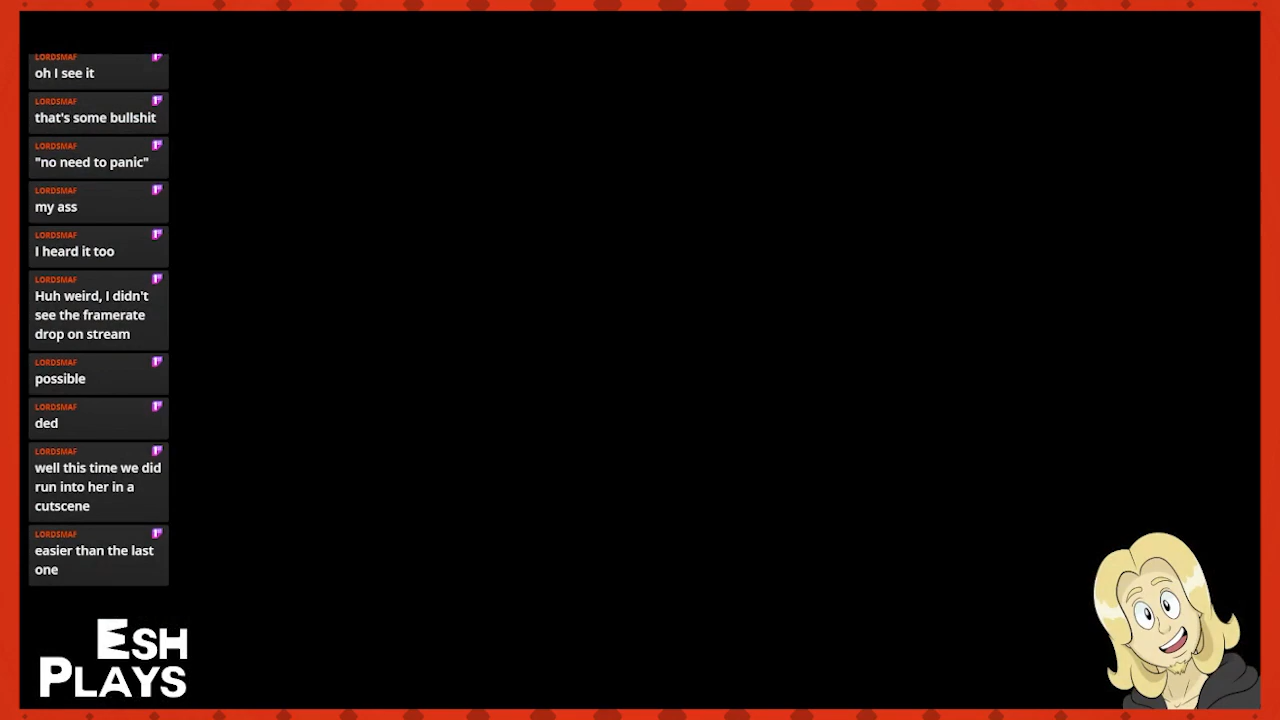 LORDSMAF
oh I see it
LORDSMAF
that's some bullshit
LORDSMAF
"no need to panic"
LORDSMAF
my ass
LORDSMAF
I heard it too
LORDSMAF
Huh weird, I didn't
see the framerate
drop on stream
LORDSMAF
possible
LORDSMAF
ded
LORDSMAF
well this time we did
run into her in a
cutscene
LORDSMAF
easier than the last
one
ESH
PLAYS